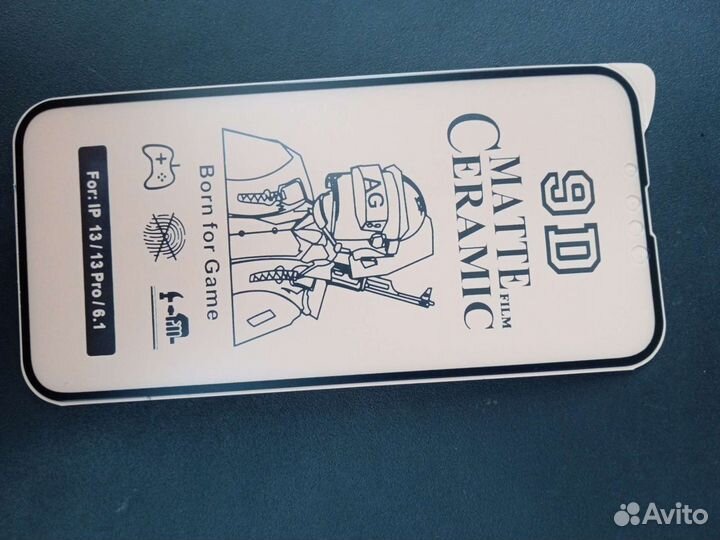 9D
MATTE
CERAMIC
FILM
AG
Born for Game
For: IP 13 / 13 Pro / 6.1
Avito